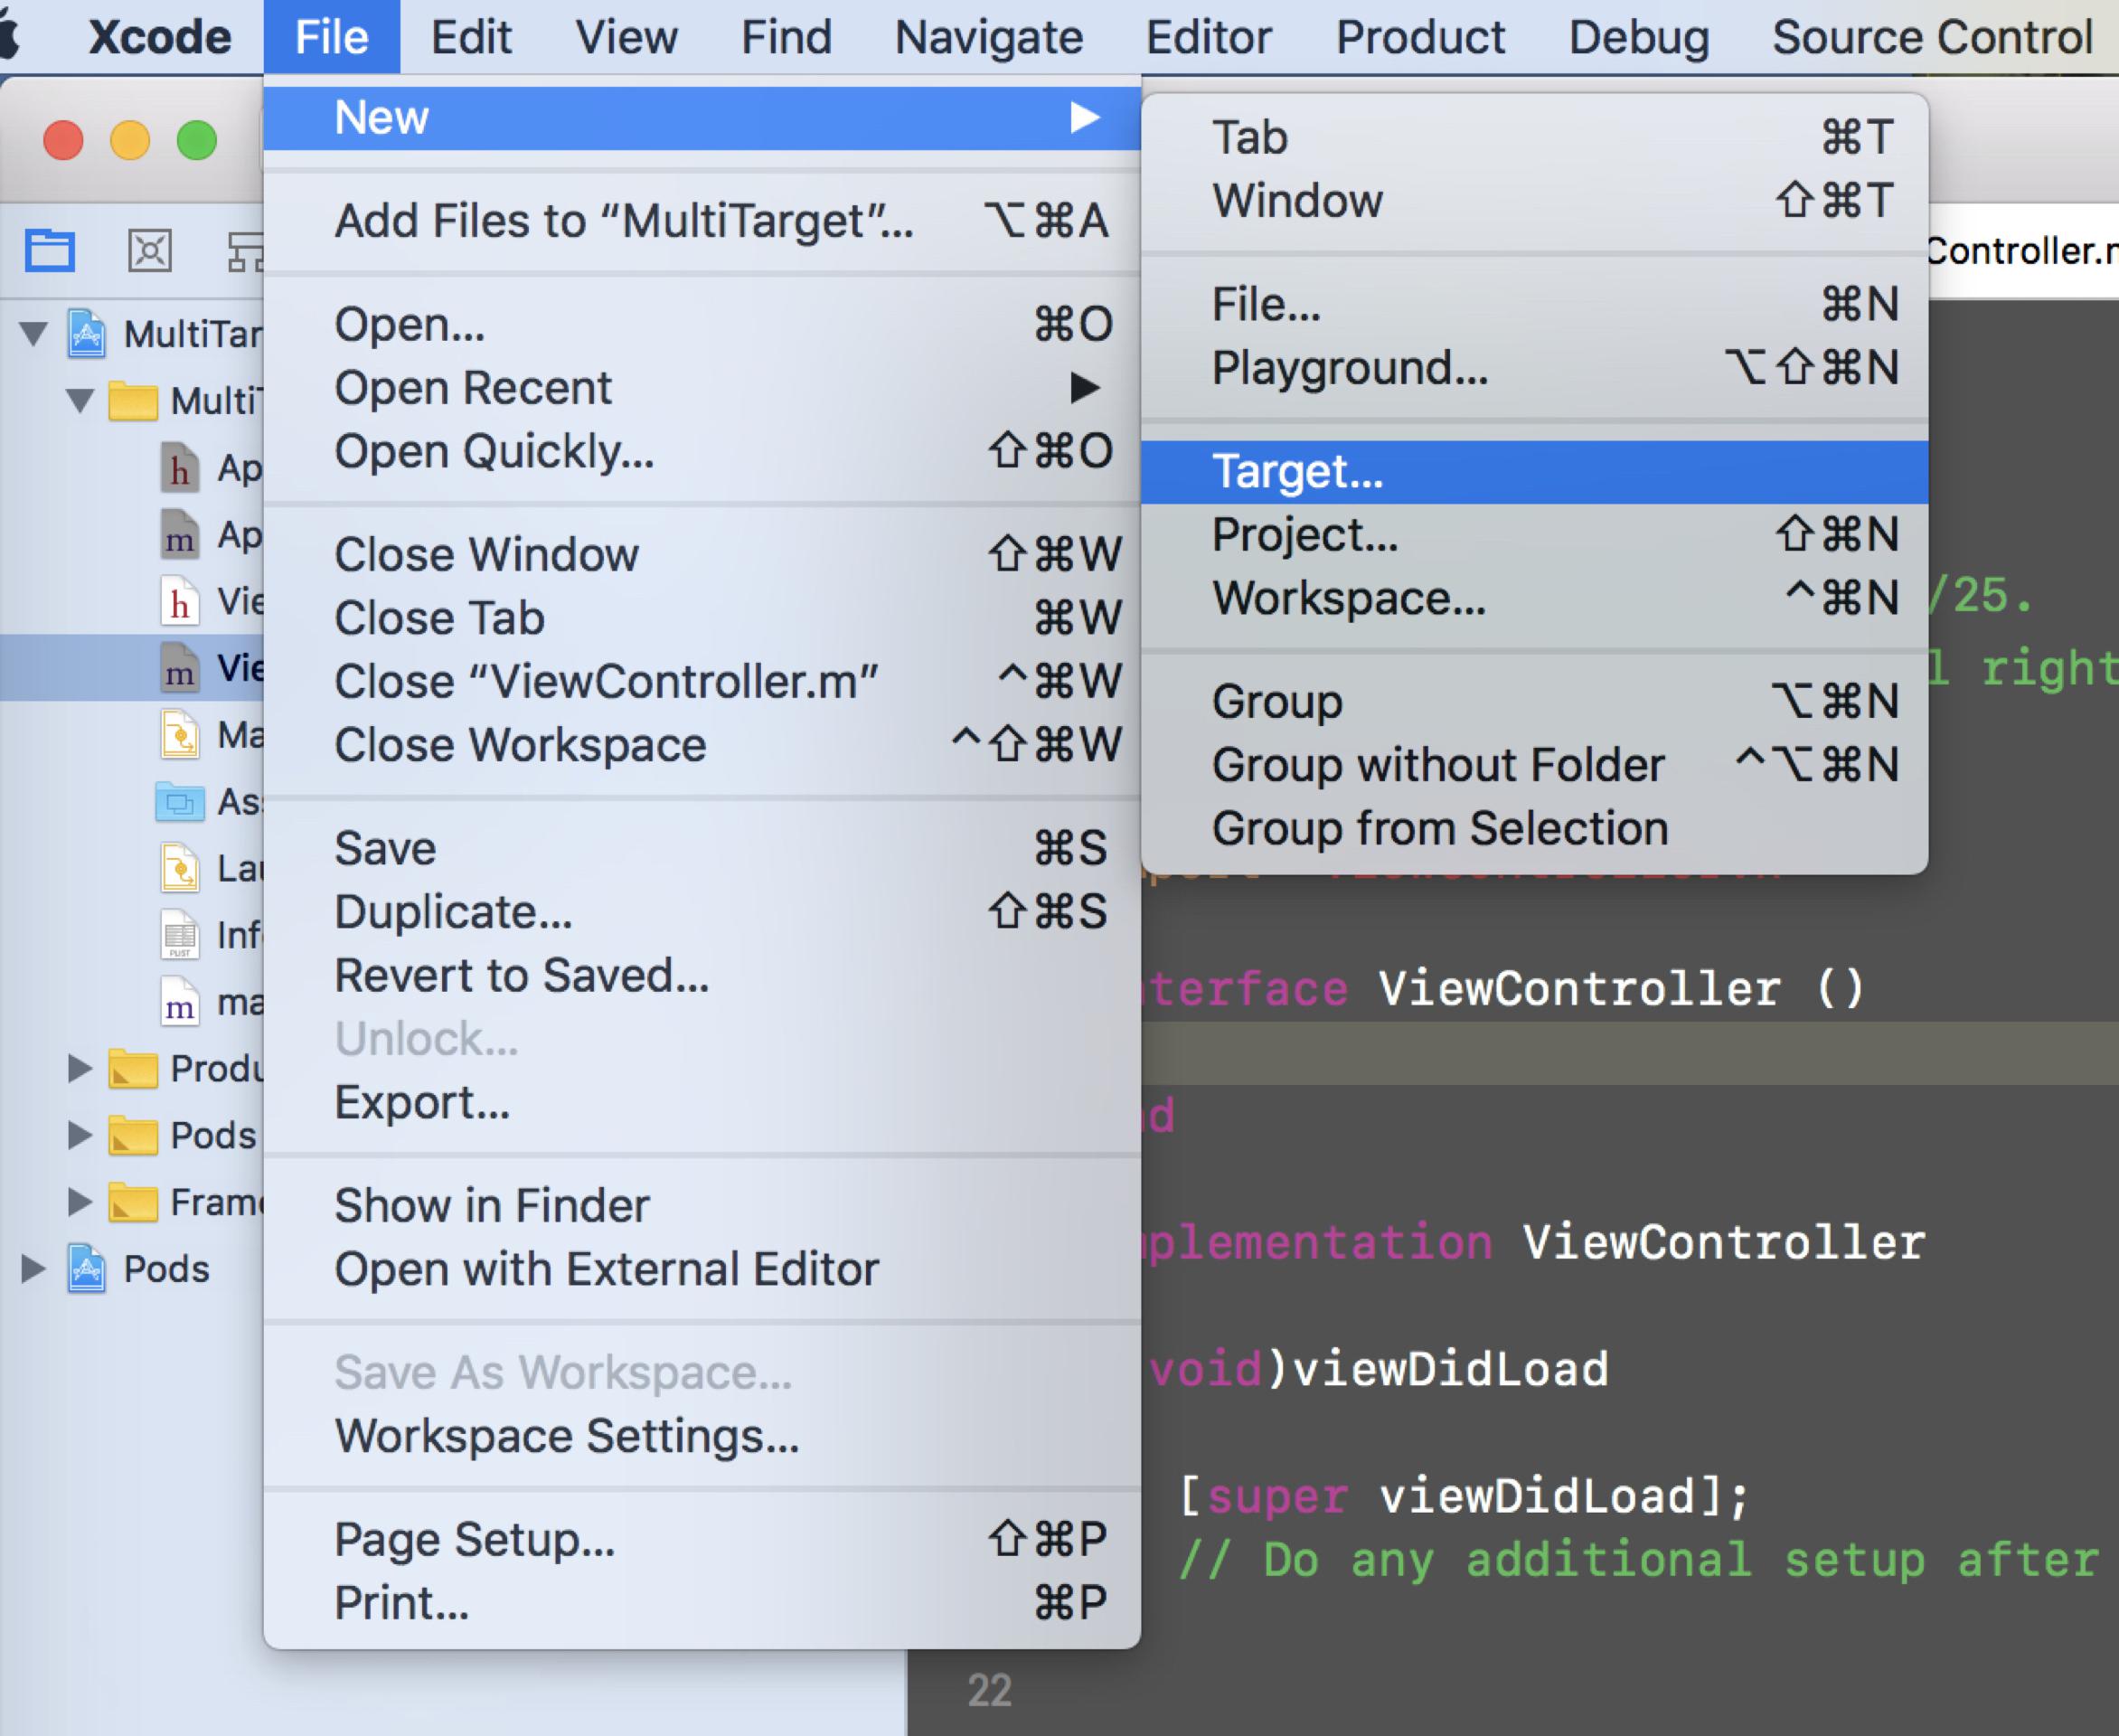 Xcode File Edit View Find Navigate Editor Product Debug Source Control
New ▶
Add Files to “MultiTarget”... ⌥⌘A
Open... ⌘O
Open Recent ▶
Open Quickly... ⇧⌘O
Close Window ⇧⌘W
Close Tab ⌘W
Close “ViewController.m” ^⌘W
Close Workspace ^⇧⌘W
Save ⌘S
Duplicate... ⇧⌘S
Revert to Saved...
Unlock...
Export...
Show in Finder
Open with External Editor
Save As Workspace...
Workspace Settings...
Page Setup... ⇧⌘P
Print... ⌘P
Tab ⌘T
Window ⇧⌘T
File... ⌘N
Playground... ⌥⇧⌘N
Target...
Project... ⇧⌘N
Workspace... ^⌘N
Group ⌥⌘N
Group without Folder ^⌥⌘N
Group from Selection
MultiTar
MultiT
h Ap
m Ap
h Vie
m Vie
Ma
As
La
PLIST Inf
m ma
Produ
Pods
Frame
Pods
Controller.
/25.
l right
nterface ViewController ()
d
plementation ViewController
void)viewDidLoad
[super viewDidLoad];
// Do any additional setup after
22